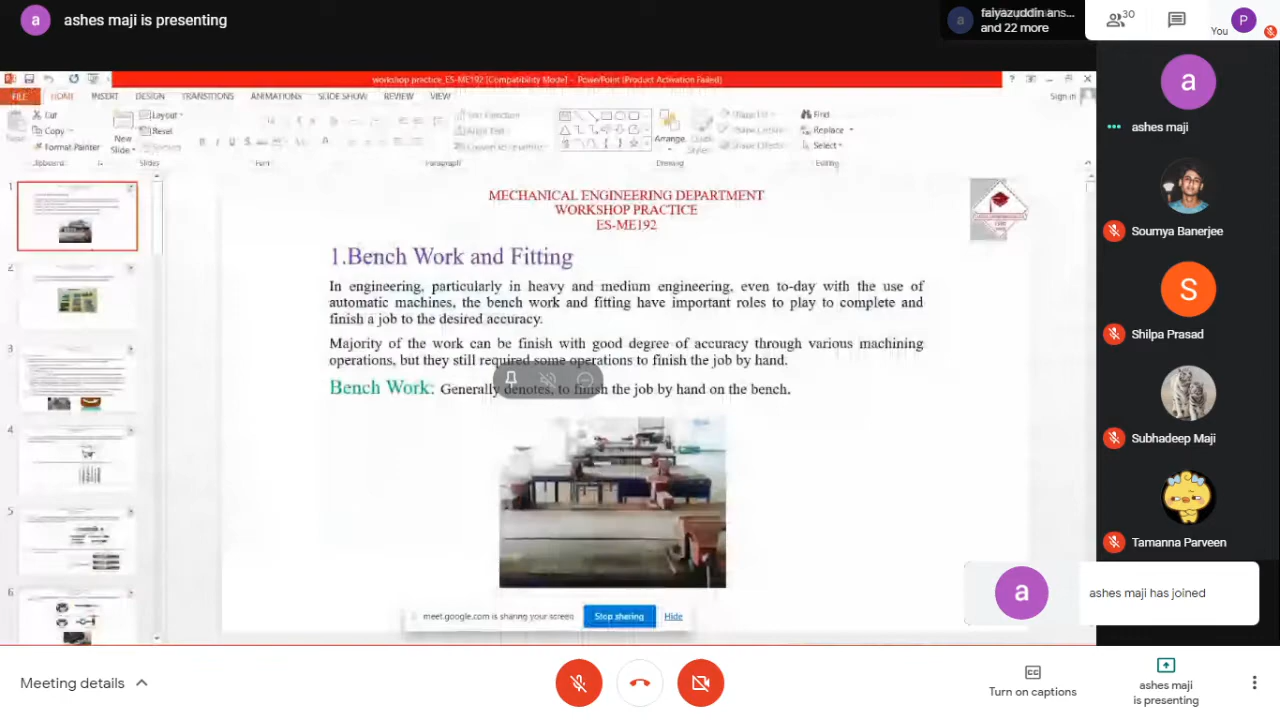 a ashes maji is presenting
a faiyazuddin ans...
and 22 more
30
You P
workshop practice_ES-ME192 [Compatibility Mode] - PowerPoint (Product Activation Failed)
FILE HOME INSERT DESIGN TRANSITIONS ANIMATIONS SLIDE SHOW REVIEW VIEW
Sign in
Cut
Copy
Format Painter
Clipboard
New
Slide
Layout
Reset
Slides
Font
Paragraph
Arrange
Drawing
Find
Replace
Select
Editing
1
2
3
4
5
6
MECHANICAL ENGINEERING DEPARTMENT
WORKSHOP PRACTICE
ES-ME192
1.Bench Work and Fitting
In engineering, particularly in heavy and medium engineering, even to-day with the use of
automatic machines, the bench work and fitting have important roles to play to complete and
finish a job to the desired accuracy.
Majority of the work can be finish with good degree of accuracy through various machining
operations, but they still required some operations to finish the job by hand.
Bench Work: Generally denotes, to finish the job by hand on the bench.
meet.google.com is sharing your screen Stop sharing Hide
a
ashes maji
Soumya Banerjee
S
Shilpa Prasad
Subhadeep Maji
Tamanna Parveen
a ashes maji has joined
Meeting details
CC
Turn on captions
ashes maji
is presenting